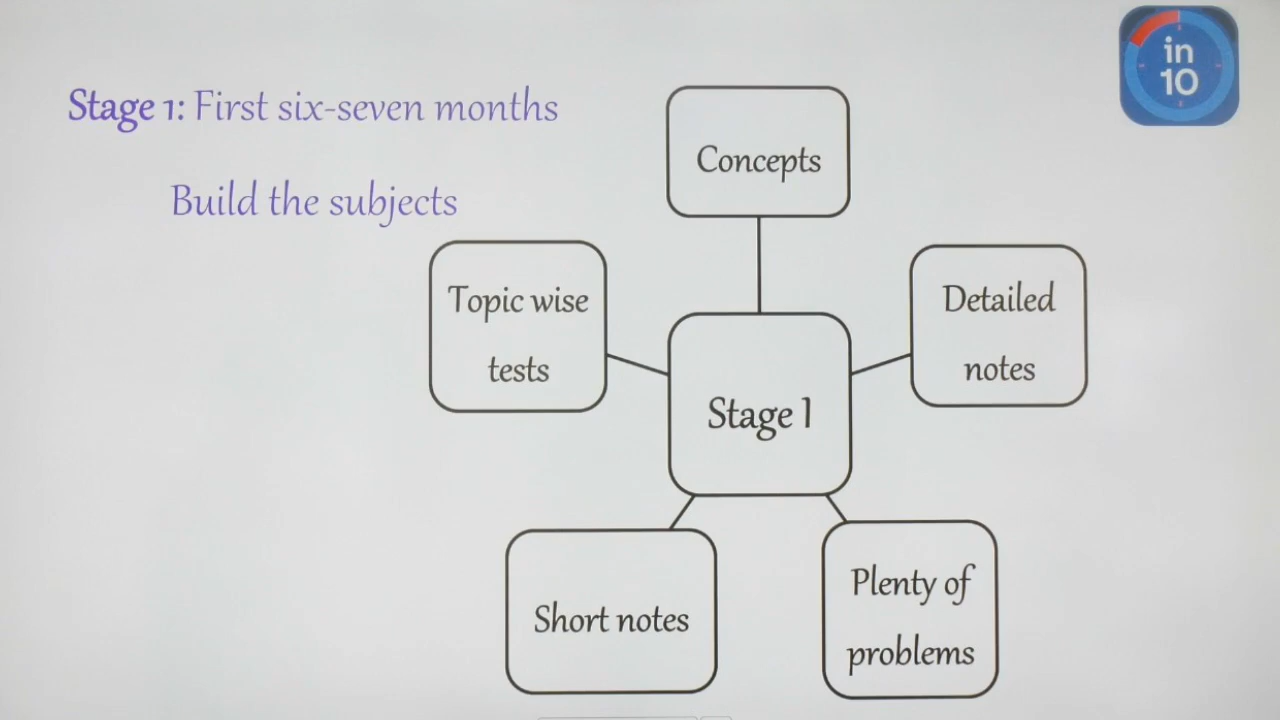 Stage 1: First six-seven months
Build the subjects
in
10
Concepts
Topic wise
tests
Detailed
notes
Stage 1
Short notes
Plenty of
problems